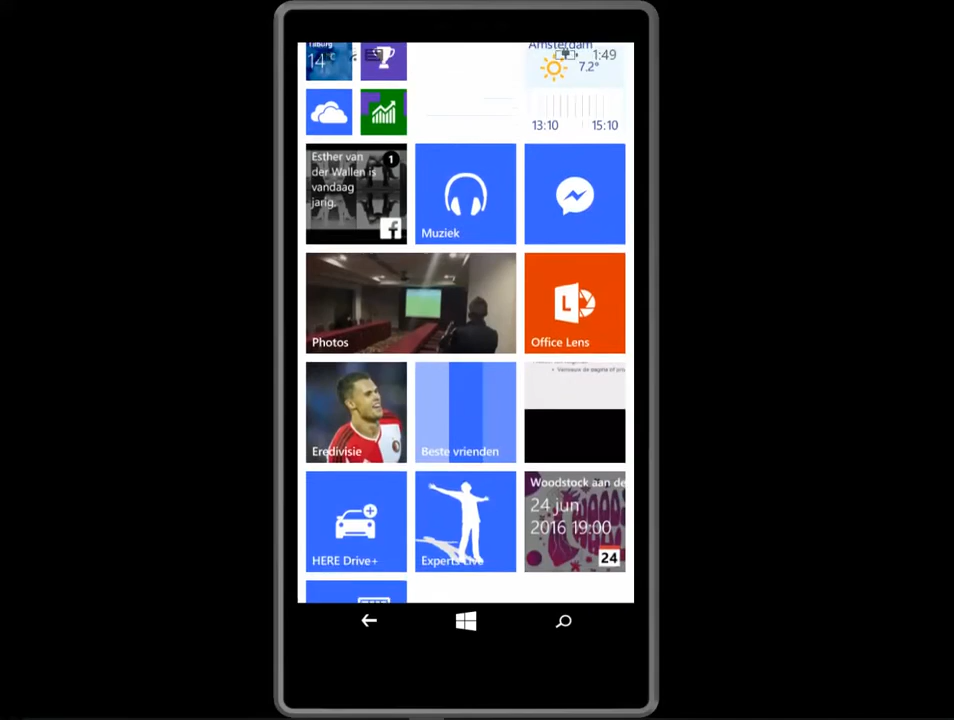 Tilburg
14°C
1:49
Amsterdam
7.2°
13:10
15:10
Esther van
der Wallen is
vandaag
jarig.
1
Muziek
Photos
L
Office Lens
Eredivisie
Beste vrienden
HERE Drive+
Experts Live
Woodstock aan de
24 jun
2016 19:00
24